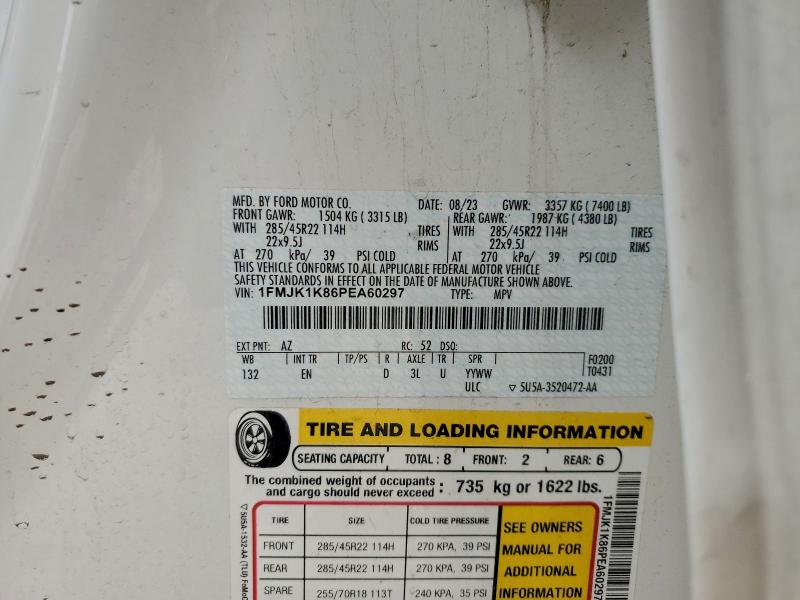 MFD. BY FORD MOTOR CO. DATE: 08/23 GVWR: 3357 KG ( 7400 LB)
FRONT GAWR: 1504 KG ( 3315 LB) REAR GAWR: 1987 KG ( 4380 LB)
WITH 285/45R22 114H TIRES WITH 285/45R22 114H TIRES
22x9.5J RIMS 22x9.5J RIMS
AT 270 kPa/ 39 PSI COLD AT 270 kPa/ 39 PSI COLD
THIS VEHICLE CONFORMS TO ALL APPLICABLE FEDERAL MOTOR VEHICLE
SAFETY STANDARDS IN EFFECT ON THE DATE OF MANUFACTURE SHOWN ABOVE.
VIN: 1FMJK1K86PEA60297 TYPE: MPV
EXT PNT: AZ RC: 52 DSO:
WB INT TR TP/PS R AXLE TR SPR F0200
132 EN D 3L U YYWW T0431
ULC ▽ 5U5A-3520472-AA
TIRE AND LOADING INFORMATION
SEATING CAPACITY TOTAL : 8 FRONT: 2 REAR: 6
The combined weight of occupants
and cargo should never exceed : 735 kg or 1622 lbs.
TIRE SIZE COLD TIRE PRESSURE
FRONT 285/45R22 114H 270 KPA, 39 PSI
REAR 285/45R22 114H 270 KPA, 39 PSI
SPARE 255/70R18 113T 240 KPA, 35 PSI
SEE OWNERS
MANUAL FOR
ADDITIONAL
INFORMATION
1FMJK1K86PEA60297
▽ 5U5A-1532-AA (TLU) FoMoC